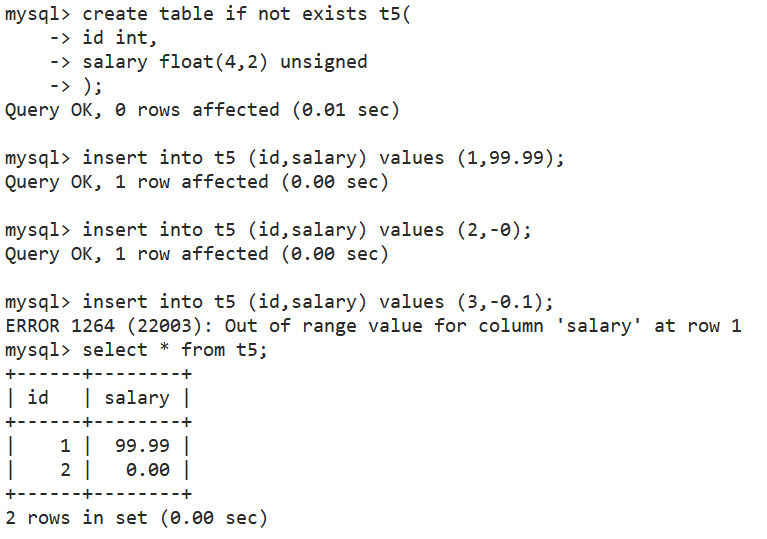 mysql> create table if not exists t5(
    -> id int,
    -> salary float(4,2) unsigned
    -> );
Query OK, 0 rows affected (0.01 sec)

mysql> insert into t5 (id,salary) values (1,99.99);
Query OK, 1 row affected (0.00 sec)

mysql> insert into t5 (id,salary) values (2,-0);
Query OK, 1 row affected (0.00 sec)

mysql> insert into t5 (id,salary) values (3,-0.1);
ERROR 1264 (22003): Out of range value for column 'salary' at row 1
mysql> select * from t5;
+------+--------+
| id   | salary |
+------+--------+
|    1 |  99.99 |
|    2 |   0.00 |
+------+--------+
2 rows in set (0.00 sec)